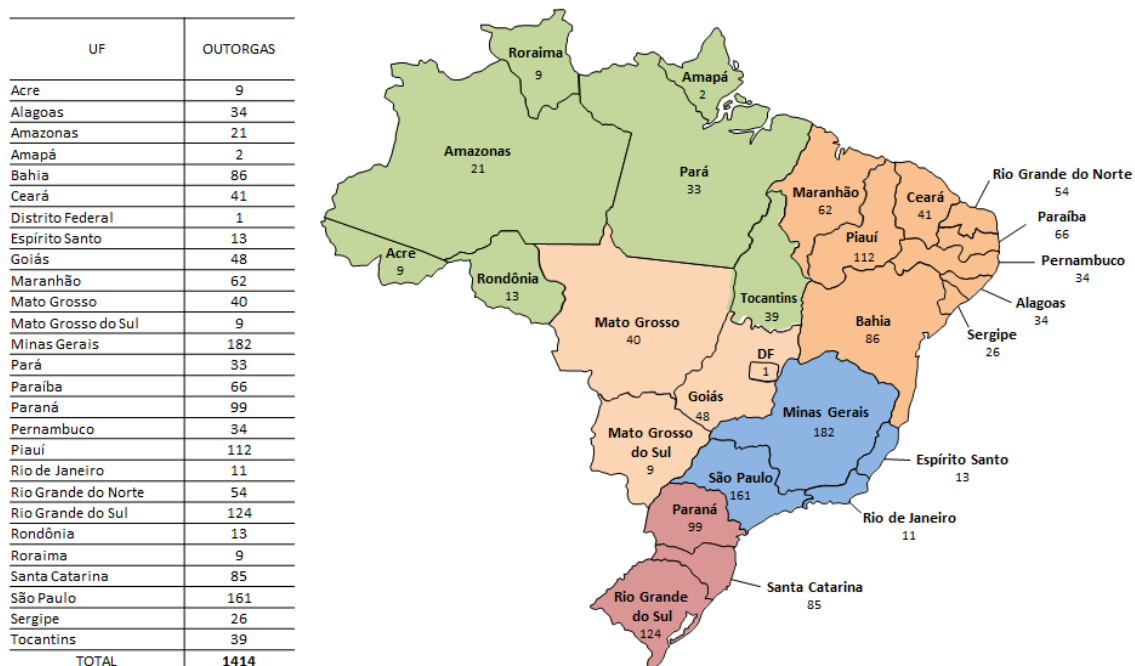 UF OUTORGAS
Acre 9
Alagoas 34
Amazonas 21
Amapá 2
Bahia 86
Ceará 41
Distrito Federal 1
Espírito Santo 13
Goiás 48
Maranhão 62
Mato Grosso 40
Mato Grosso do Sul 9
Minas Gerais 182
Pará 33
Paraíba 66
Paraná 99
Pernambuco 34
Piauí 112
Rio de Janeiro 11
Rio Grande do Norte 54
Rio Grande do Sul 124
Rondônia 13
Roraima 9
Santa Catarina 85
São Paulo 161
Sergipe 26
Tocantins 39
TOTAL 1414
Roraima
9
Amapá
2
Amazonas
21
Pará
33
Maranhão
62
Ceará
41
Rio Grande do Norte
54
Paraíba
66
Piauí
112
Pernambuco
34
Acre
9
Rondônia
13
Tocantins
39
Alagoas
34
Mato Grosso
40
Bahia
86
Sergipe
26
DF
1
Goiás
48
Minas Gerais
182
Mato Grosso
do Sul
9
Espírito Santo
13
São Paulo
161
Rio de Janeiro
11
Paraná
99
Santa Catarina
85
Rio Grande
do Sul
124